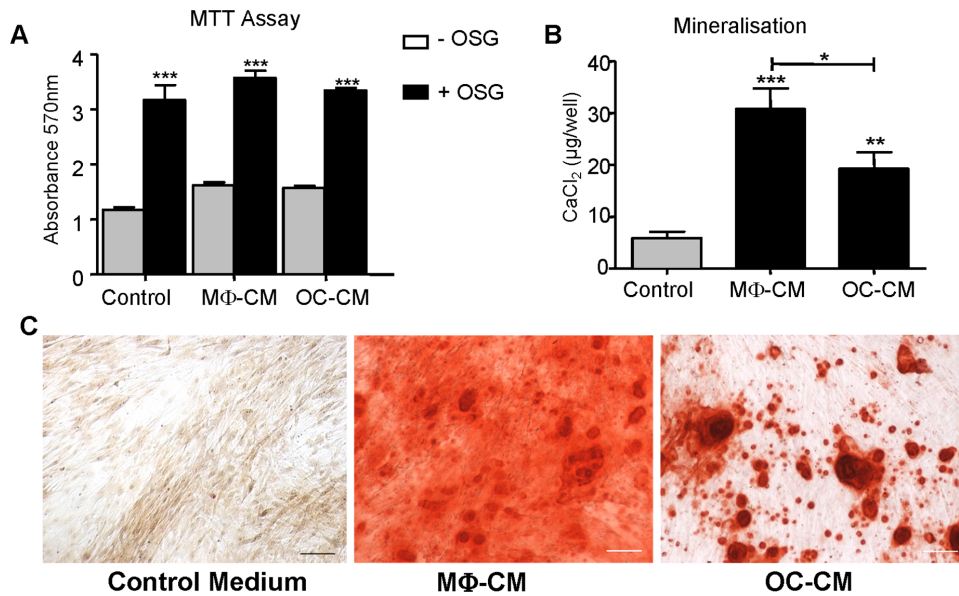 A
MTT Assay
Absorbance 570nm
4
3
2
1
0
***
***
***
- OSG
+ OSG
Control
MΦ-CM
OC-CM
B
Mineralisation
CaCl₂ (µg/well)
40
30
20
10
0
***
*
**
Control
MΦ-CM
OC-CM
C
Control Medium
MΦ-CM
OC-CM